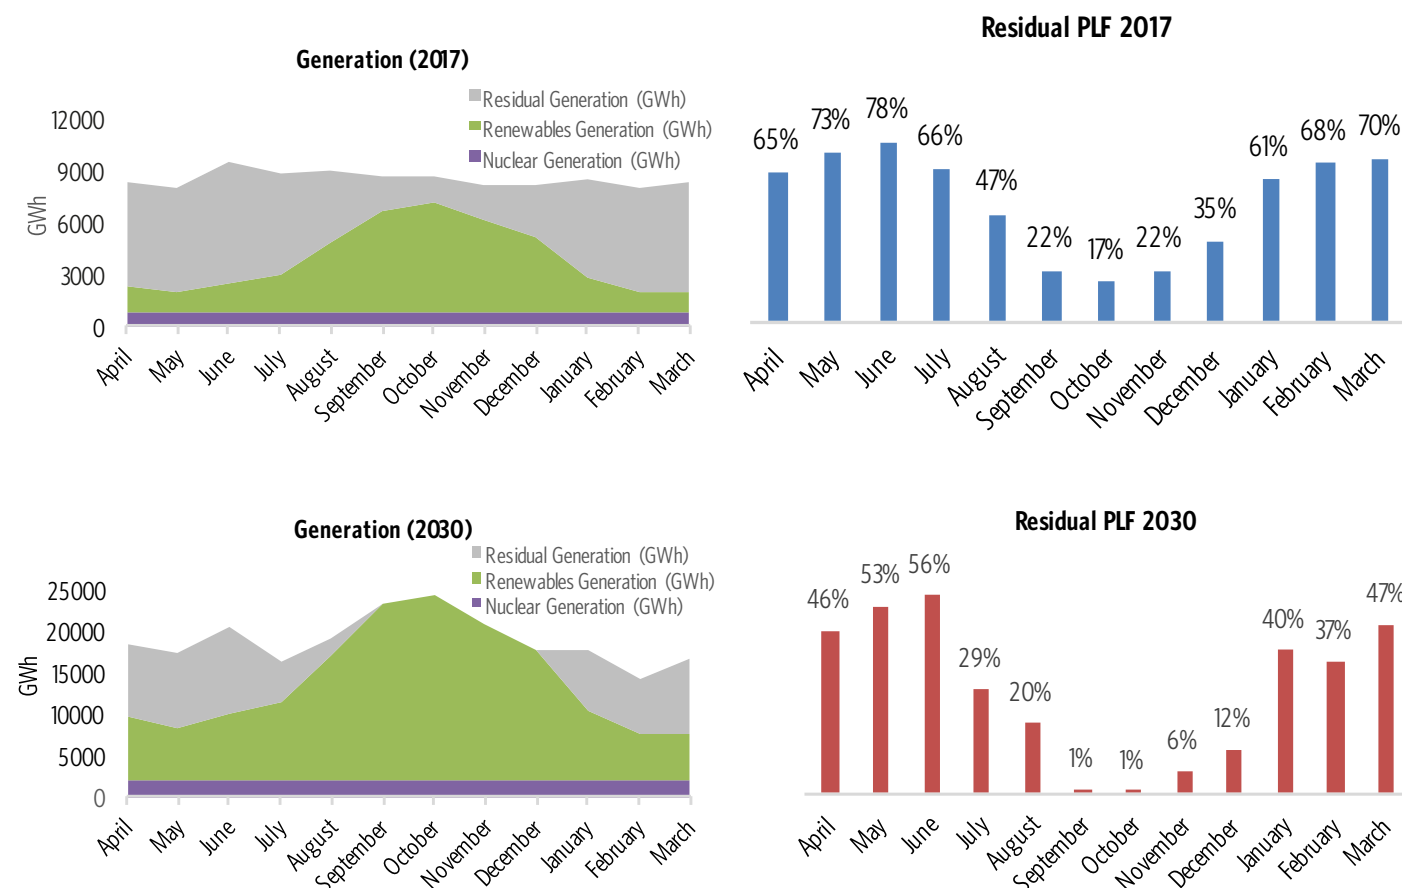 Generation (2017)
Residual Generation (GWh)
Renewables Generation (GWh)
Nuclear Generation (GWh)
GWh
12000
9000
6000
3000
0
April
May
June
July
August
September
October
November
December
January
February
March
Residual PLF 2017
65%
73%
78%
66%
47%
22%
17%
22%
35%
61%
68%
70%
April
May
June
July
August
September
October
November
December
January
February
March
Generation (2030)
Residual Generation (GWh)
Renewables Generation (GWh)
Nuclear Generation (GWh)
GWh
25000
20000
15000
10000
5000
0
April
May
June
July
August
September
October
November
December
January
February
March
Residual PLF 2030
46%
53%
56%
29%
20%
1%
1%
6%
12%
40%
37%
47%
April
May
June
July
August
September
October
November
December
January
February
March